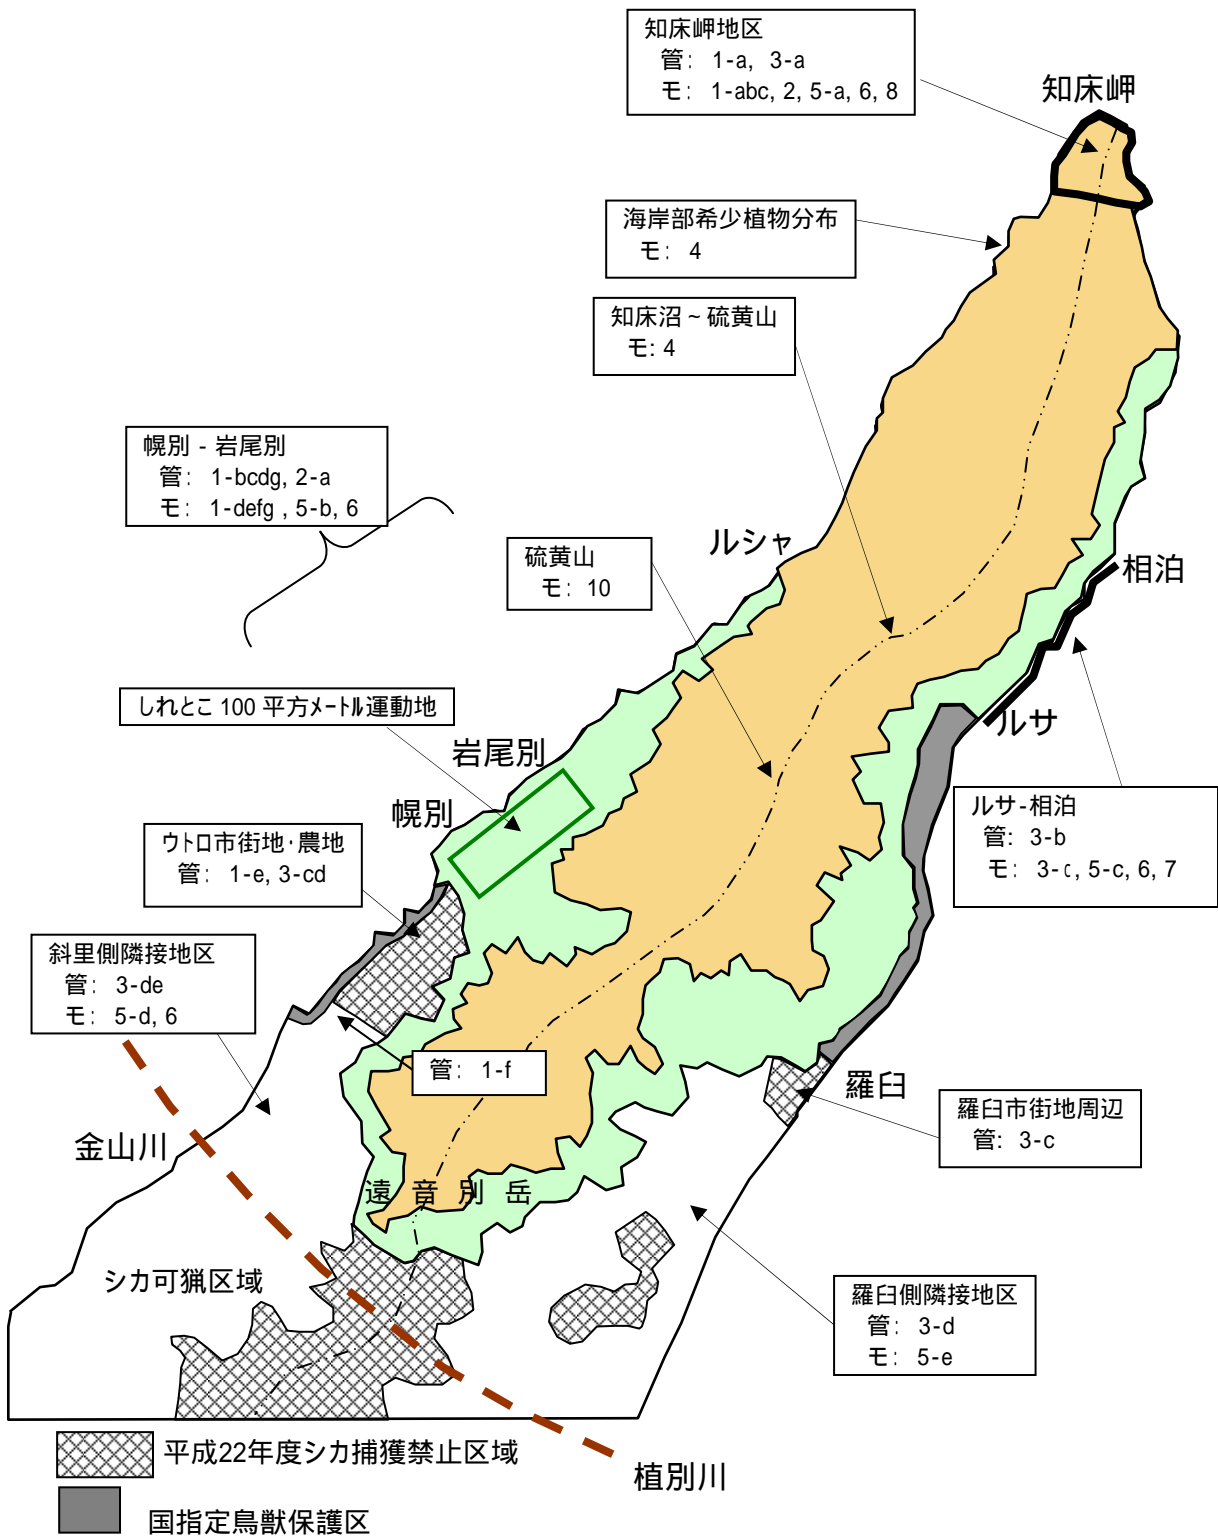 知床岬地区
管： 1-a, 3-a
モ： 1-abc, 2, 5-a, 6, 8
知床岬
海岸部希少植物分布
モ： 4
知床沼～硫黄山
モ: 4
幌別 - 岩尾別
管： 1-bcdg, 2-a
モ： 1-defg , 5-b, 6
ルシャ
硫黄山
モ： 10
相泊
しれとこ 100 平方メートル運動地
ルサ
岩尾別
幌別
ルサ-相泊
管: 3-b
モ： 3-c, 5-c, 6, 7
ウトロ市街地・農地
管： 1-e, 3-cd
斜里側隣接地区
管： 3-de
モ： 5-d, 6
管： 1-f
羅臼
羅臼市街地周辺
管： 3-c
金山川
遠音別岳
シカ可猟区域
羅臼側隣接地区
管： 3-d
モ： 5-e
平成22年度シカ捕獲禁止区域
植別川
国指定鳥獣保護区